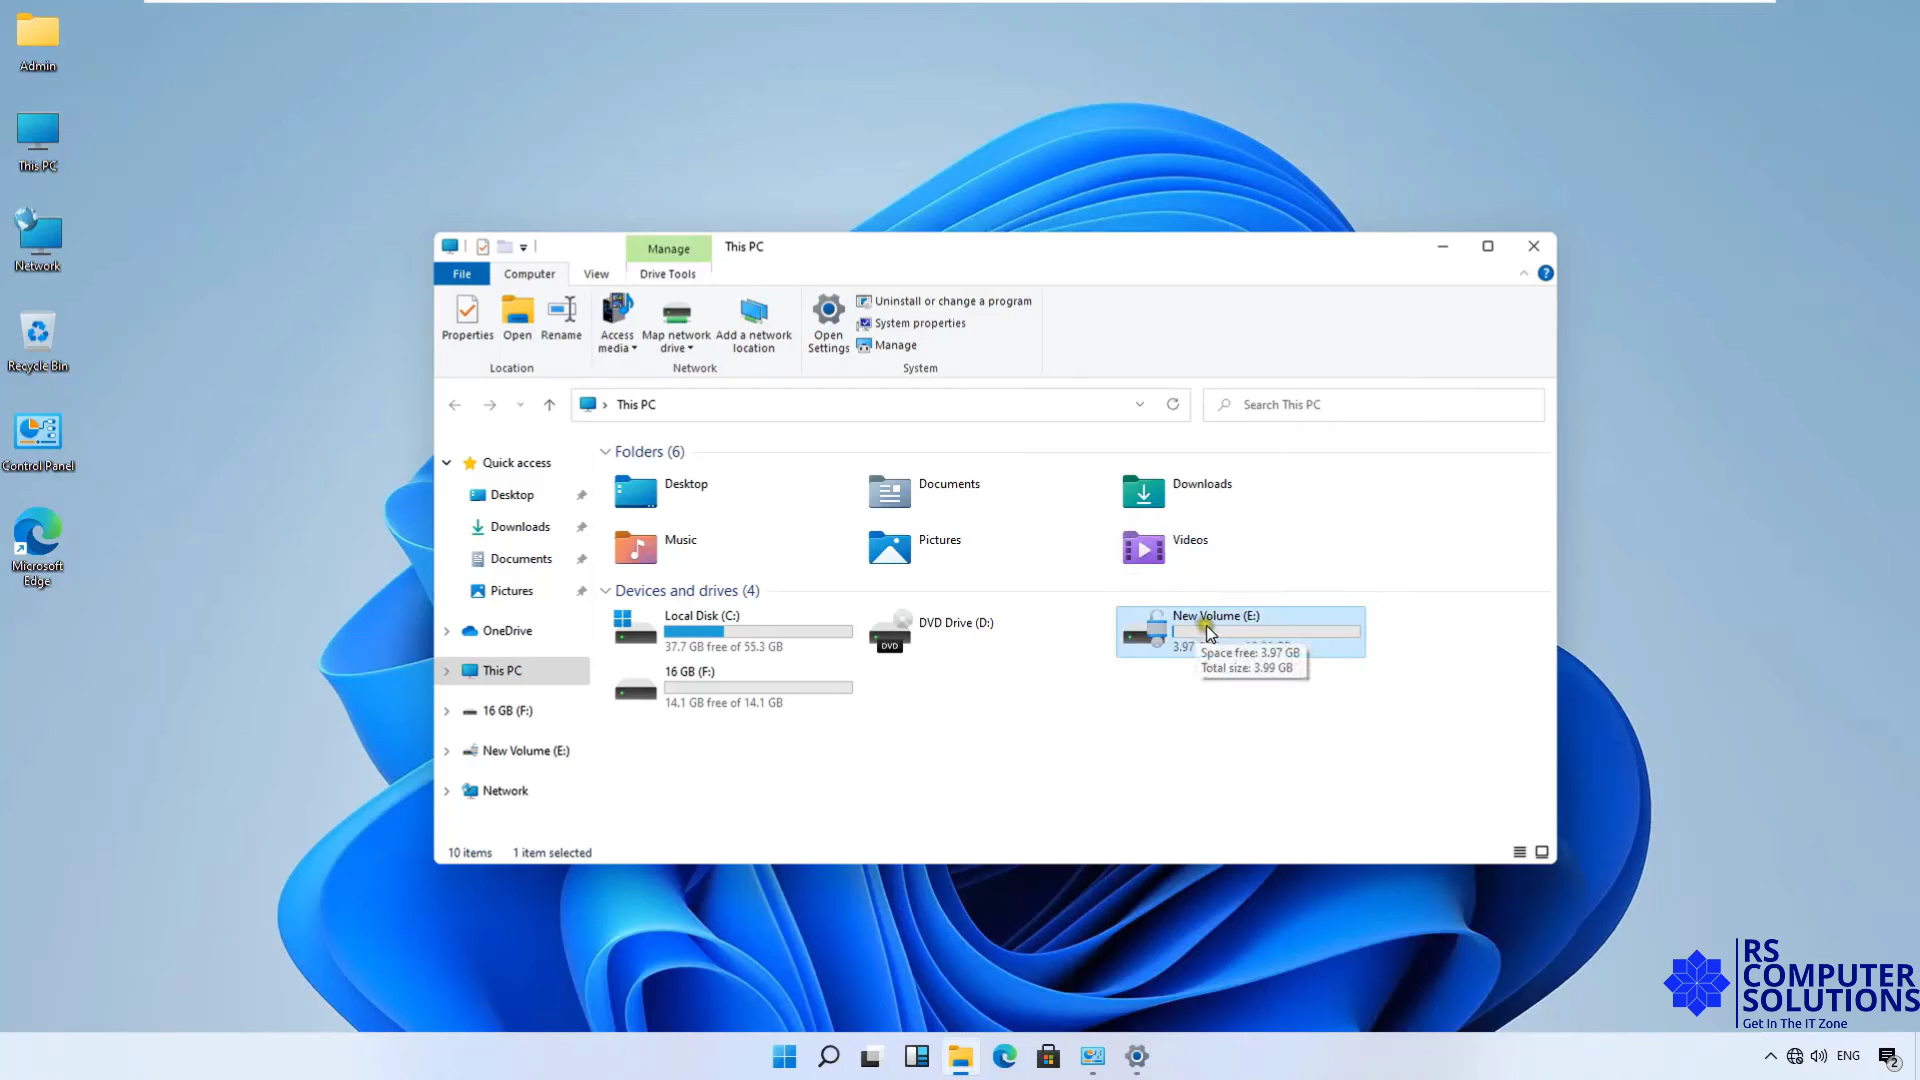 Admin
This PC
Network
Recycle Bin
Control Panel
Microsoft
Edge
Manage
This PC
File
Computer
View
Drive Tools
Properties
Open
Rename
Access
media
Map network
drive
Add a network
location
Open
Settings
Uninstall or change a program
System properties
Manage
Location
Network
System
This PC
Search This PC
Quick access
Desktop
Downloads
Documents
Pictures
OneDrive
This PC
16 GB (F:)
New Volume (E:)
Network
Folders (6)
Desktop
Documents
Downloads
Music
Pictures
Videos
Devices and drives (4)
Local Disk (C:)
37.7 GB free of 55.3 GB
DVD Drive (D:)
DVD
New Volume (E:)
3.97
Space free: 3.97 GB
Total size: 3.99 GB
16 GB (F:)
14.1 GB free of 14.1 GB
10 items
1 item selected
RS
COMPUTER
SOLUTIONS
Get In The IT Zone
ENG
2